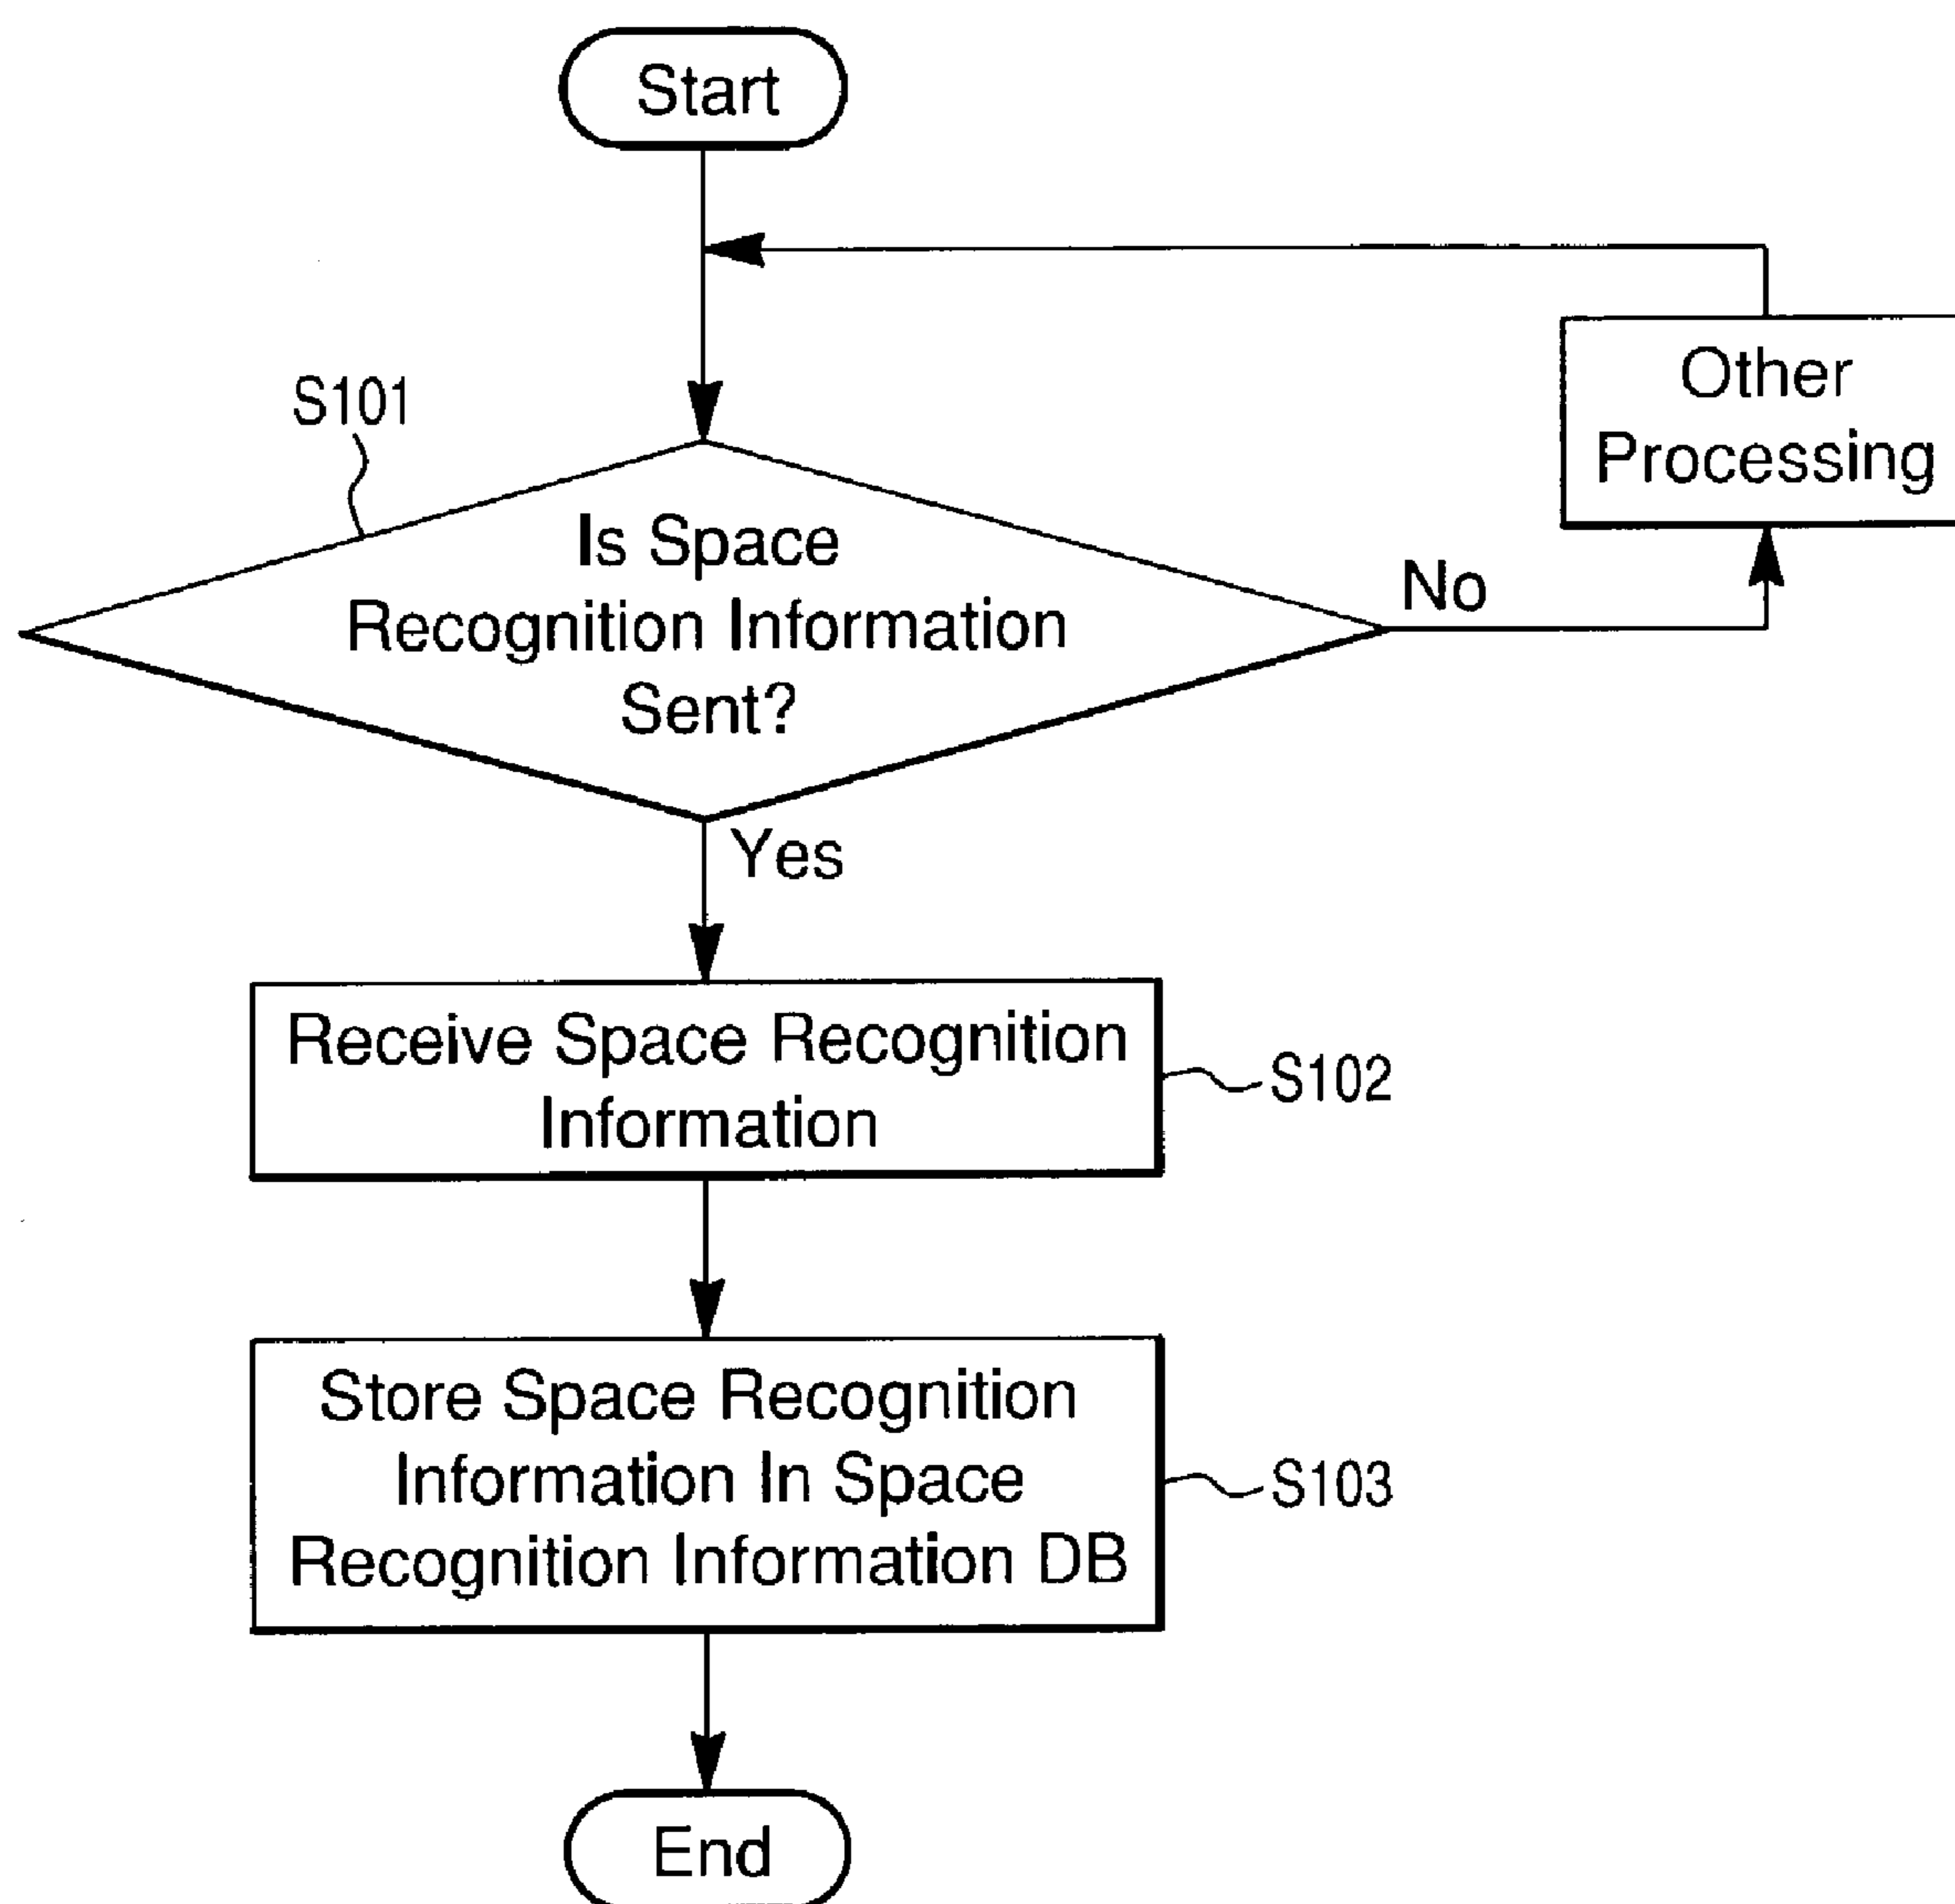 Start
Other
Processing
S101
Is Space
Recognition Information
Sent?
No
Yes
Receive Space Recognition
Information
S102
Store Space Recognition
Information In Space
Recognition Information DB
S103
End